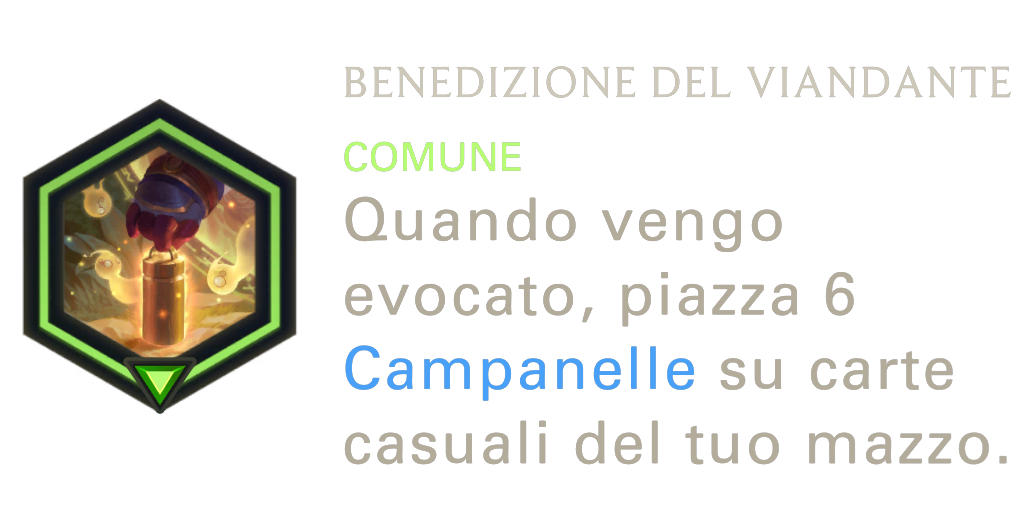 BENEDIZIONE DEL VIANDANTE
COMUNE
Quando vengo
evocato, piazza 6
Campanelle su carte
casuali del tuo mazzo.